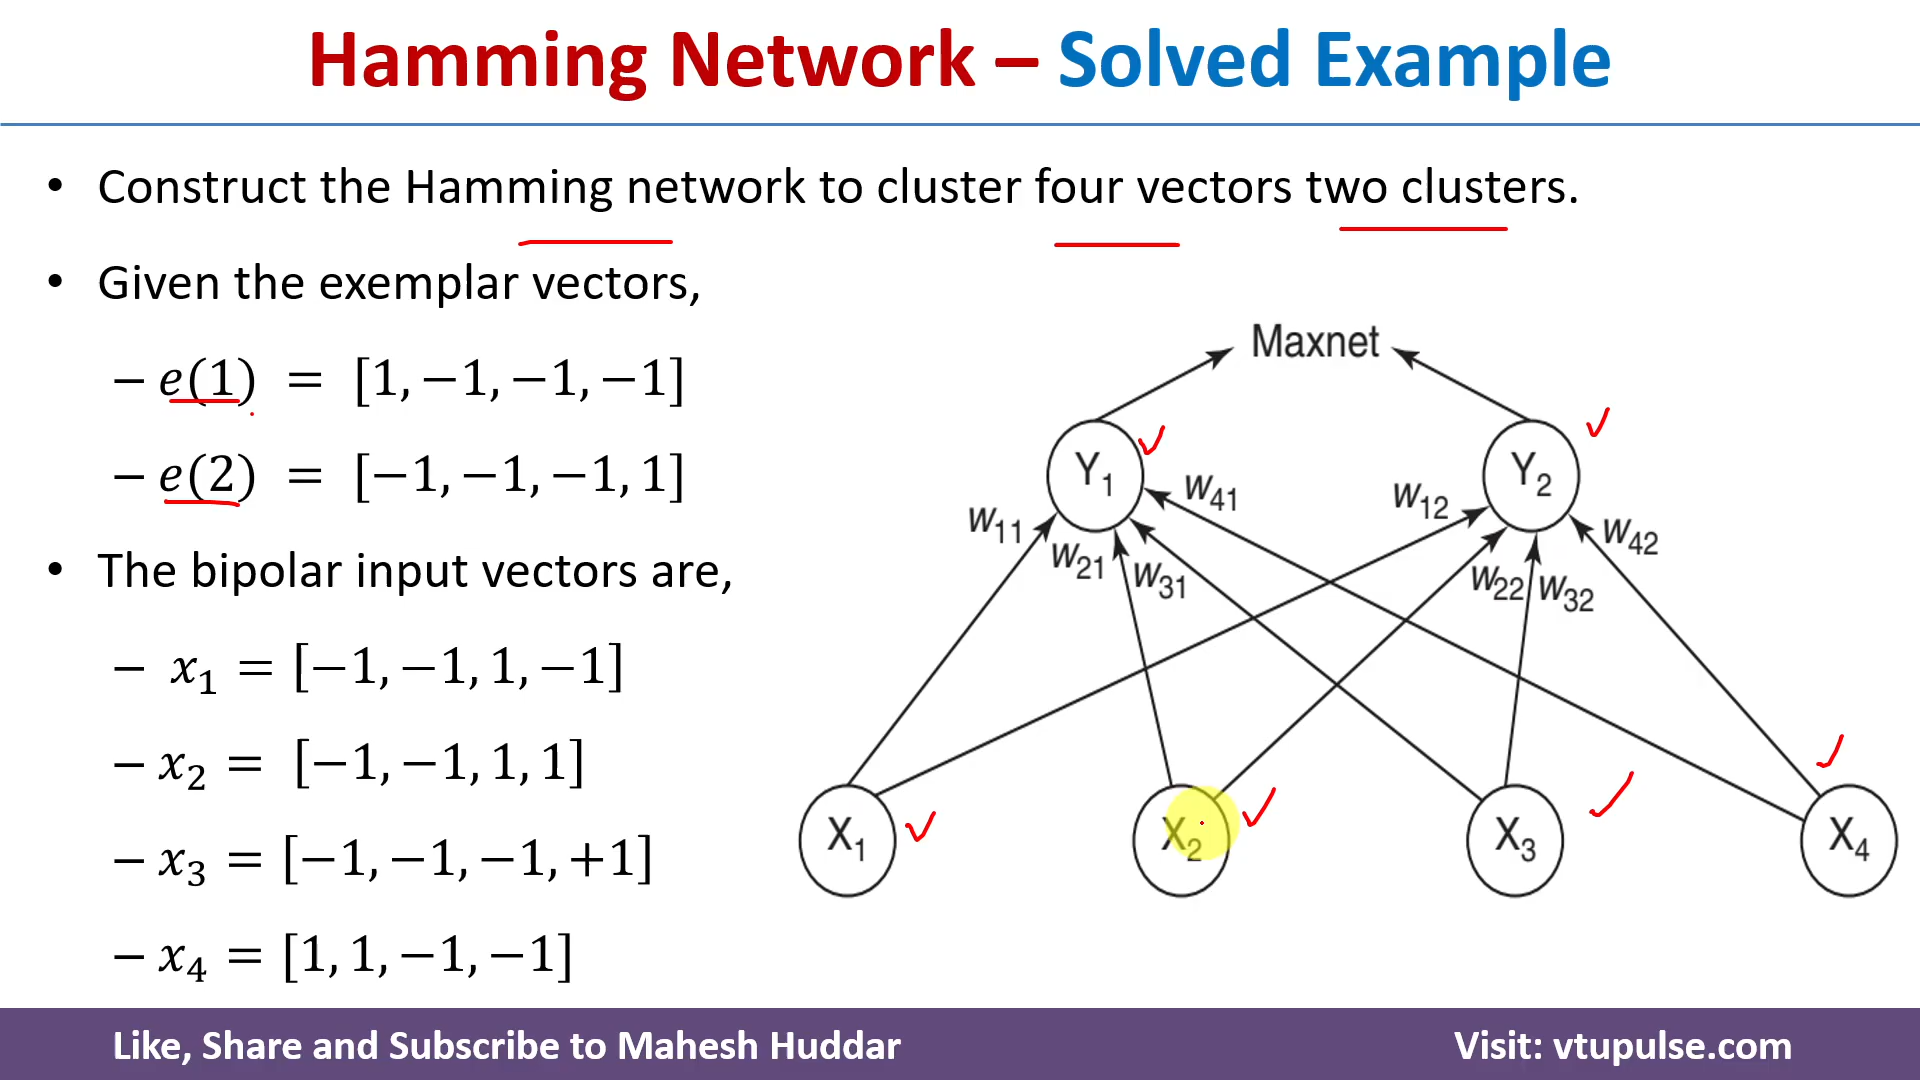 Hamming Network – Solved Example
• Construct the Hamming network to cluster four vectors two clusters.
• Given the exemplar vectors,
– e(1) = [1, −1, −1, −1]
– e(2) = [−1, −1, −1, 1]
• The bipolar input vectors are,
– x₁ = [−1, −1, 1, −1]
– x₂ = [−1, −1, 1, 1]
– x₃ = [−1, −1, −1, +1]
– x₄ = [1, 1, −1, −1]
Maxnet
Y₁ Y₂
w₁₁ w₂₁ w₃₁ w₄₁ w₁₂ w₂₂ w₃₂ w₄₂
X₁ X₂ X₃ X₄
Like, Share and Subscribe to Mahesh Huddar
Visit: vtupulse.com